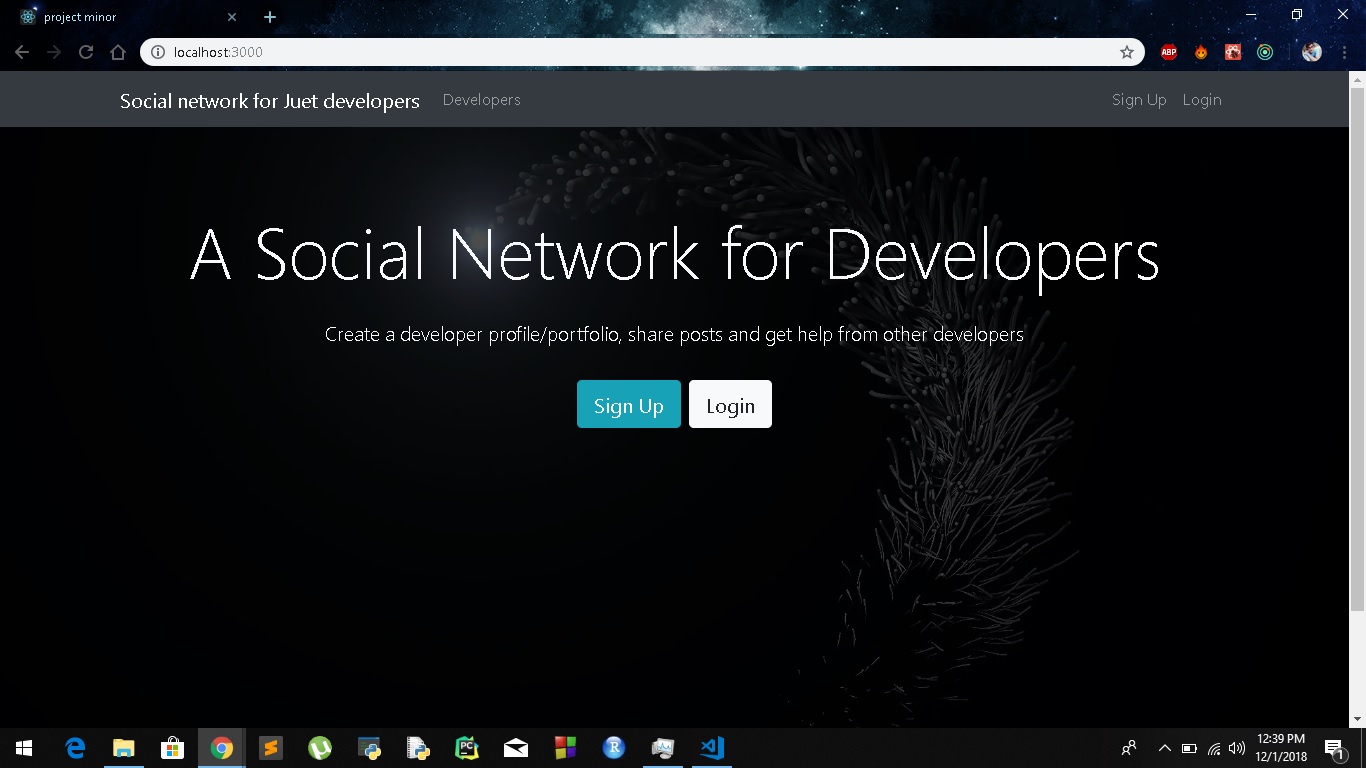 project minor
localhost:3000
ABP
Social network for Juet developers
Developers
Sign Up
Login
A Social Network for Developers
Create a developer profile/portfolio, share posts and get help from other developers
Sign Up
Login
PC
R
12:39 PM
12/1/2018
1